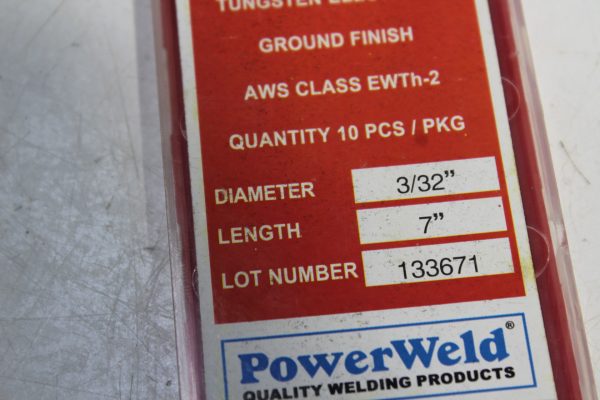 TUNGSTEN
GROUND FINISH
AWS CLASS EWTh-2
QUANTITY 10 PCS / PKG
DIAMETER 3/32”
LENGTH 7”
LOT NUMBER 133671
PowerWeld®
QUALITY WELDING PRODUCTS